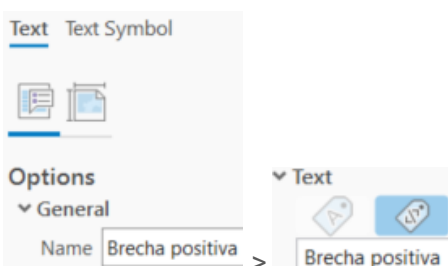 Text Text Symbol
Options
General
Name Brecha positiva
>
Text
Brecha positiva